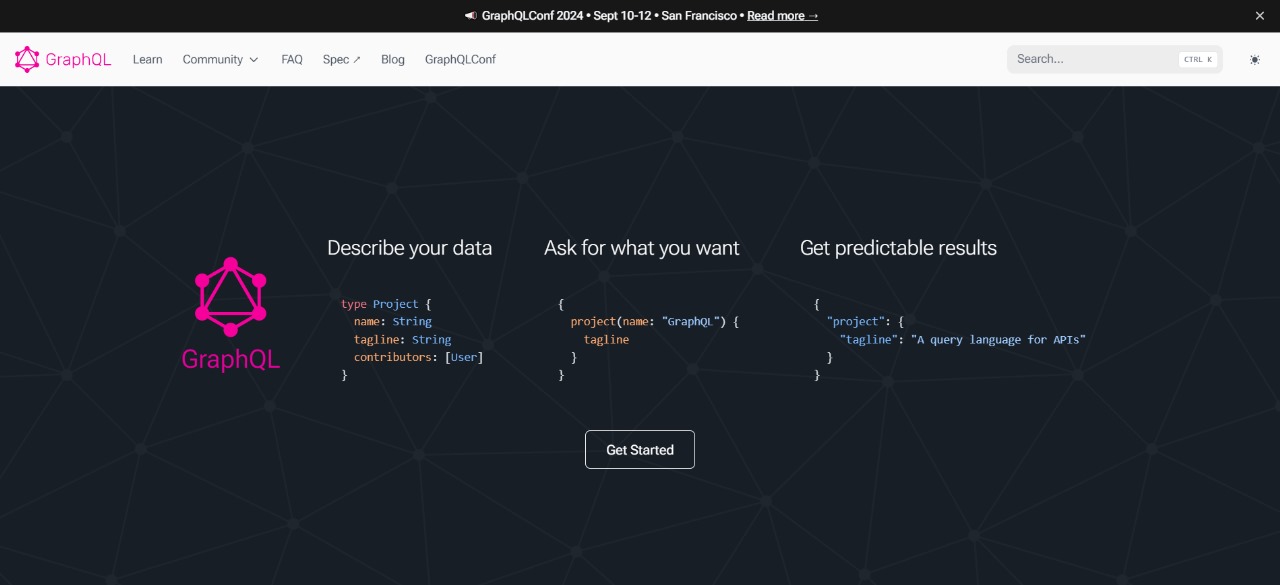 📢 GraphQLConf 2024 • Sept 10-12 • San Francisco • Read more →
GraphQL Learn Community FAQ Spec ↗ Blog GraphQLConf Search... CTRL K
GraphQL
Describe your data
type Project {
  name: String
  tagline: String
  contributors: [User]
}
Ask for what you want
{
  project(name: "GraphQL") {
    tagline
  }
}
Get predictable results
{
  "project": {
    "tagline": "A query language for APIs"
  }
}
Get Started